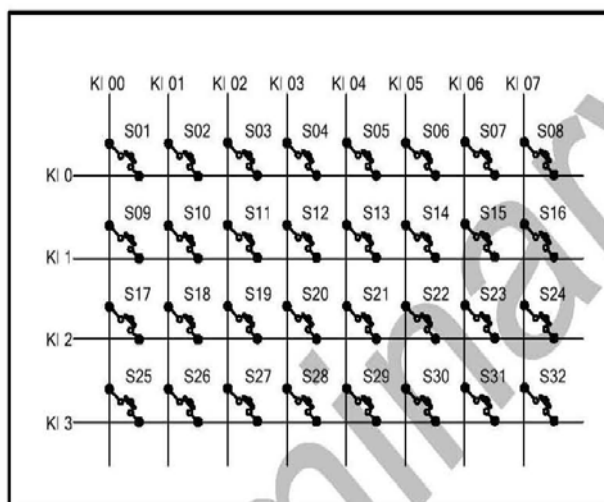 KI 00 KI 01 KI 02 KI 03 KI 04 KI 05 KI 06 KI 07
S01 S02 S03 S04 S05 S06 S07 S08
KI 0
S09 S10 S11 S12 S13 S14 S15 S16
KI 1
S17 S18 S19 S20 S21 S22 S23 S24
KI 2
S25 S26 S27 S28 S29 S30 S31 S32
KI 3